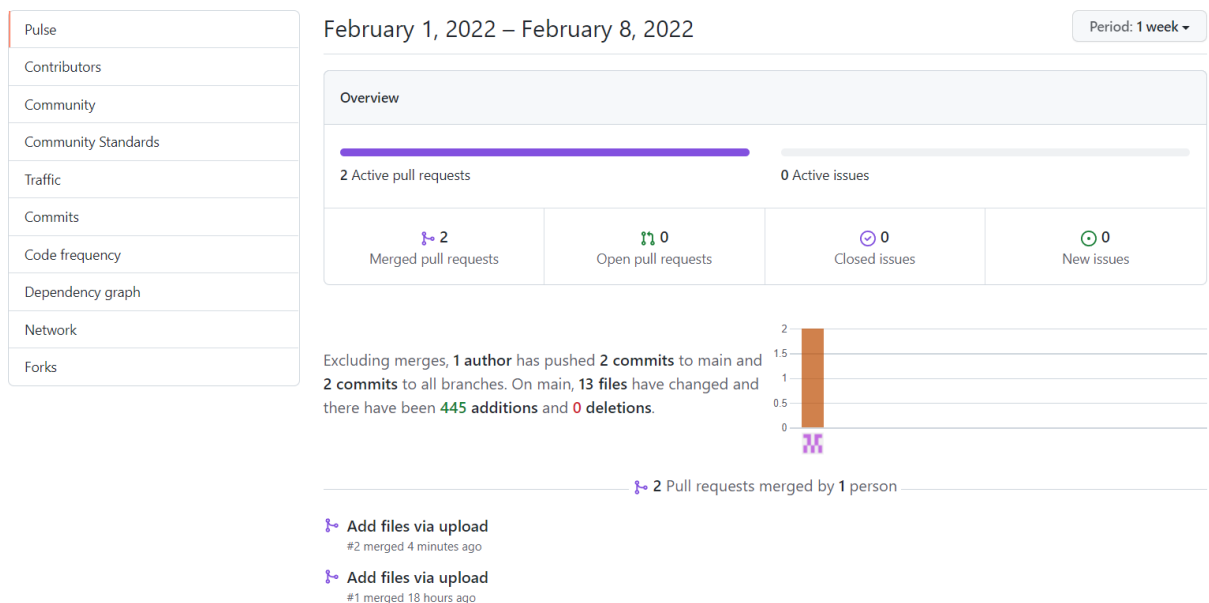 Pulse
Contributors
Community
Community Standards
Traffic
Commits
Code frequency
Dependency graph
Network
Forks
February 1, 2022 – February 8, 2022
Period: 1 week
Overview
2 Active pull requests
0 Active issues
2
Merged pull requests
0
Open pull requests
0
Closed issues
0
New issues
Excluding merges, 1 author has pushed 2 commits to main and
2 commits to all branches. On main, 13 files have changed and
there have been 445 additions and 0 deletions.
2
1.5
1
0.5
0
2 Pull requests merged by 1 person
Add files via upload
#2 merged 4 minutes ago
Add files via upload
#1 merged 18 hours ago